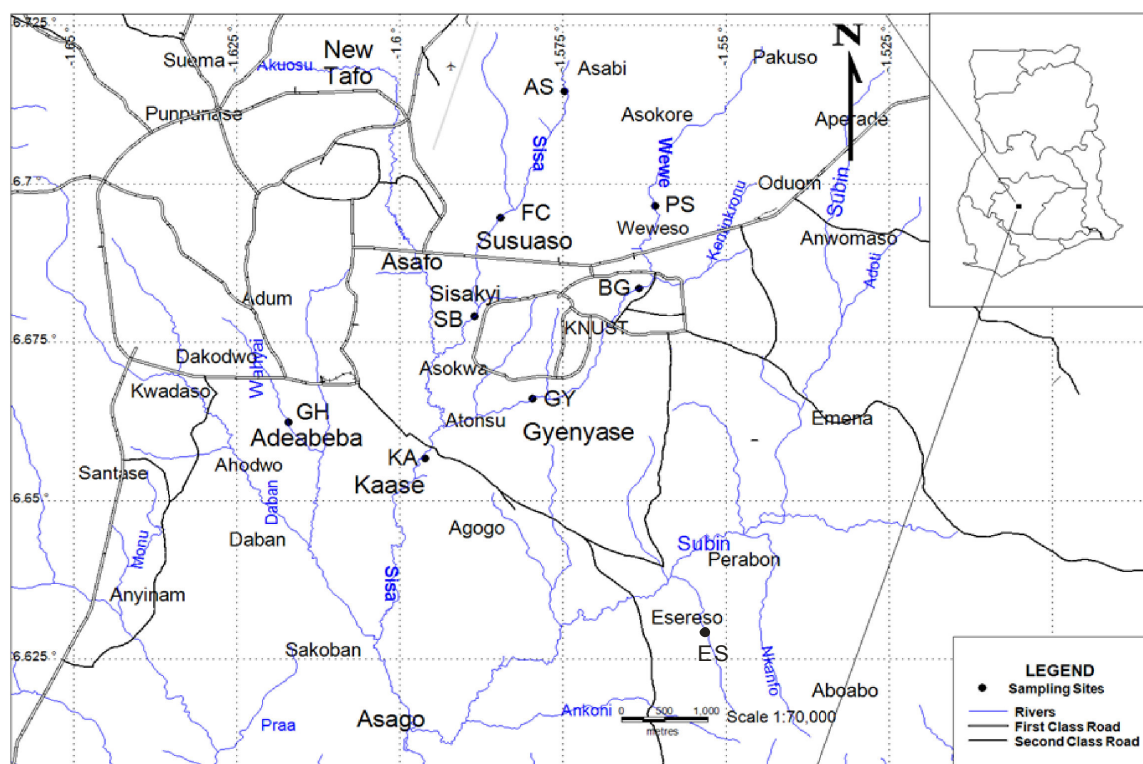 6.725°
-1.65°
-1.625°
-1.6°
-1.575°
-1.55°
-1.525°
N
New
Tafo
Suema
Akuosu
Asabi
Pakuso
AS
Punpunase
Asokore
Aperade
Sisa
Wewe
6.7°
Oduom
Subin
FC
PS
Kentinkronu
Susuaso
Weweso
Anwomaso
Asafo
Adoti
Adum
Sisakyi
BG
SB
KNUST
6.675°
Dakodwo
Asokwa
Kwadaso
GY
GH
Atonsu
Emena
Adeabeba
Gyenyase
Ahodwo
KA
Santase
Kaase
6.65°
Daban
Agogo
Daban
Subin
Monu
Perabon
Sisa
Anyinam
Esereso
Sakoban
ES
6.625°
Nkanfo
Aboabo
Praa
Asago
Ankoni
0 500 1,000
metres
Scale 1:70,000
LEGEND
Sampling Sites
Rivers
First Class Road
Second Class Road